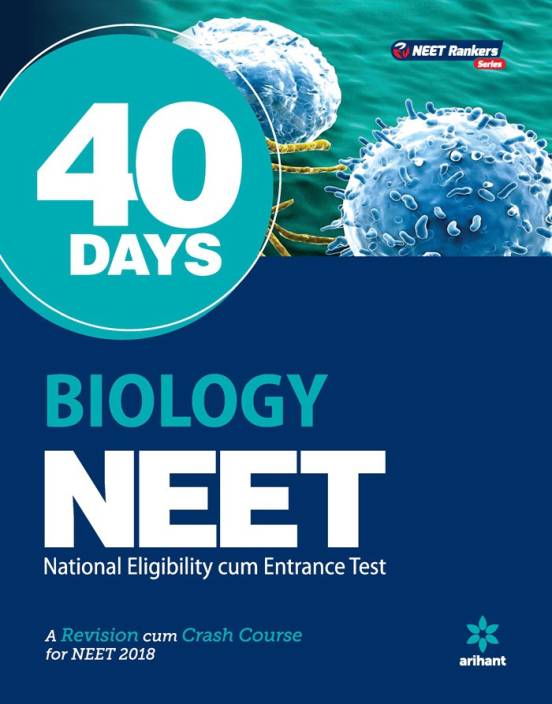 NEET Rankers
Series
40
DAYS
BIOLOGY
NEET
National Eligibility cum Entrance Test
A Revision cum Crash Course
for NEET 2018
arihant